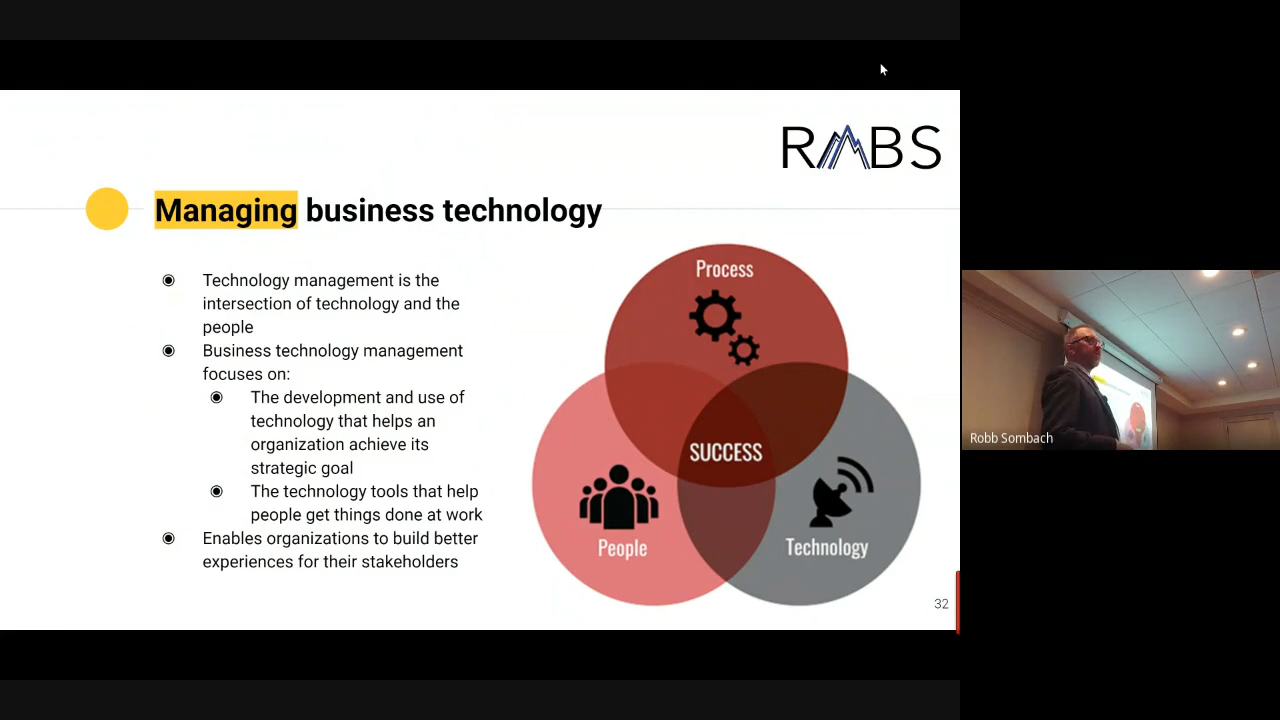 RMBS
Managing business technology
Technology management is the
intersection of technology and the
people
Business technology management
focuses on:
The development and use of
technology that helps an
organization achieve its
strategic goal
The technology tools that help
people get things done at work
Enables organizations to build better
experiences for their stakeholders
Process
SUCCESS
People
Technology
32
Robb Sombach